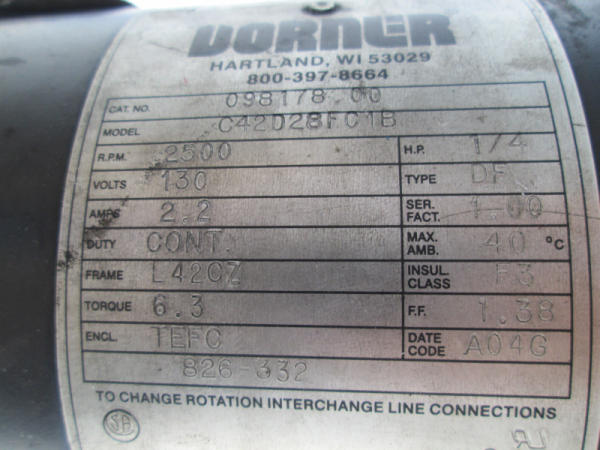 DORNER
HARTLAND, WI 53029
800-397-8664
CAT. NO. 098178.00
MODEL C42D28FC1B
R.P.M. 2500 H.P. 1/4
VOLTS 130 TYPE DF
AMPS 2.2 SER. FACT. 1.00
DUTY CONT. MAX. AMB. 40 °C
FRAME L42CZ INSUL CLASS F3
TORQUE 6.3 F.F. 1.38
ENCL. TEFC DATE CODE A04G
826-332
TO CHANGE ROTATION INTERCHANGE LINE CONNECTIONS
SA